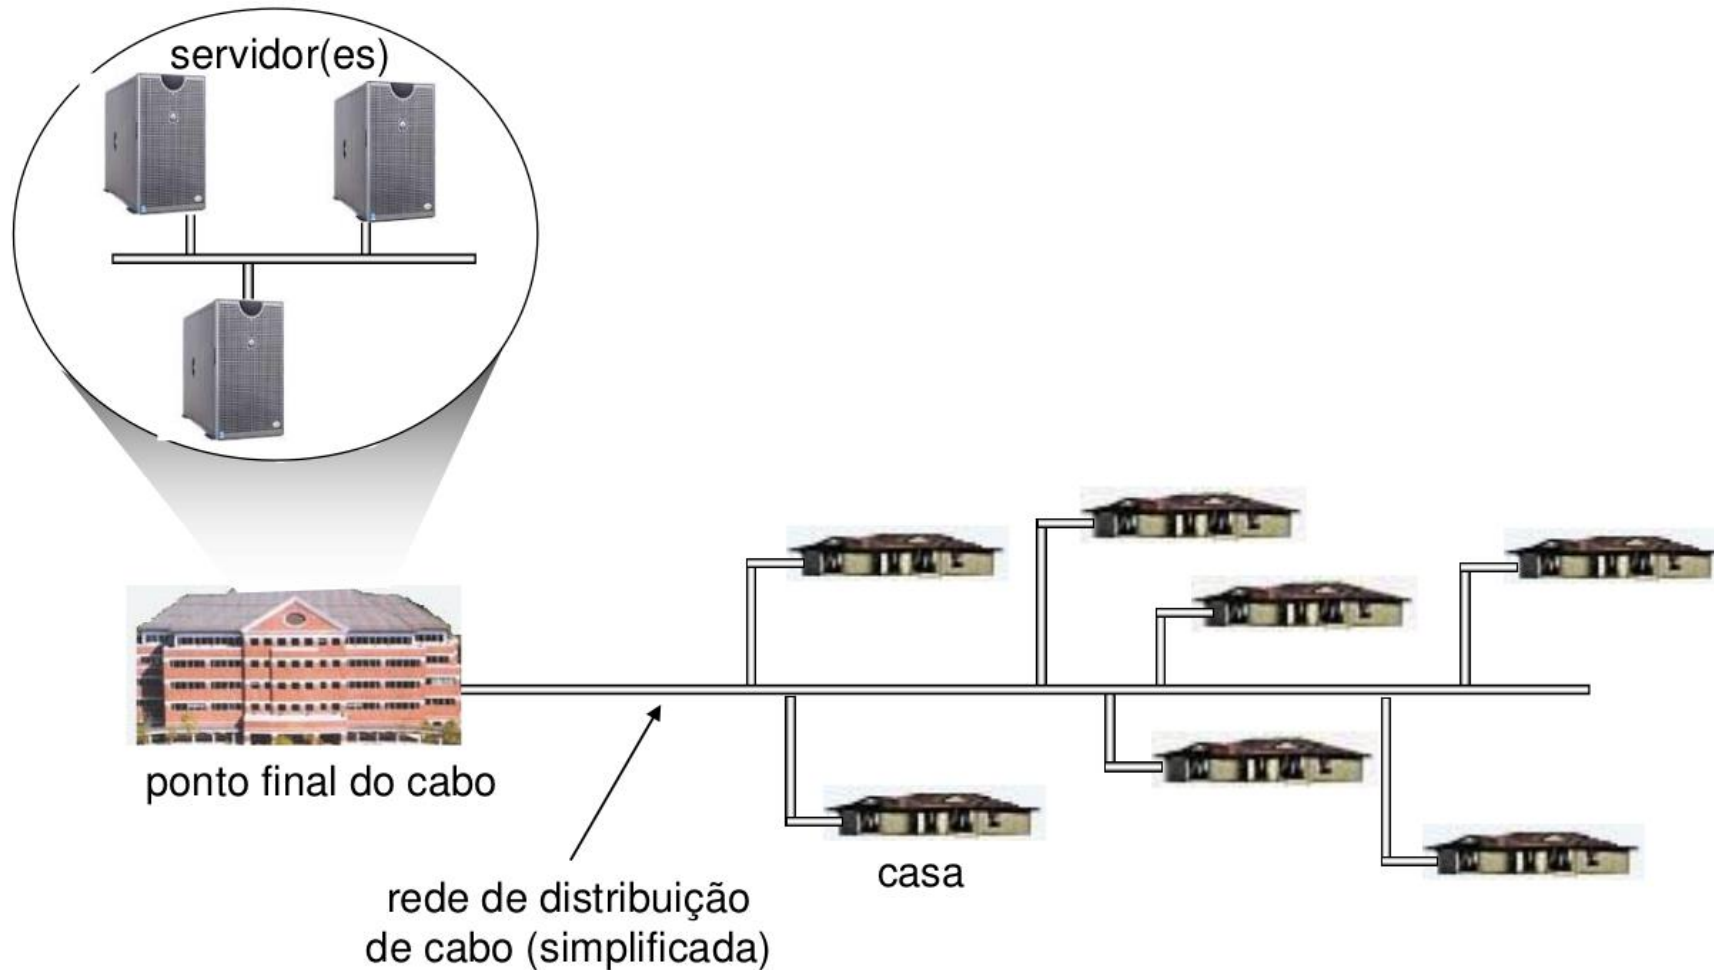 servidor(es)
ponto final do cabo
casa
rede de distribuição
de cabo (simplificada)